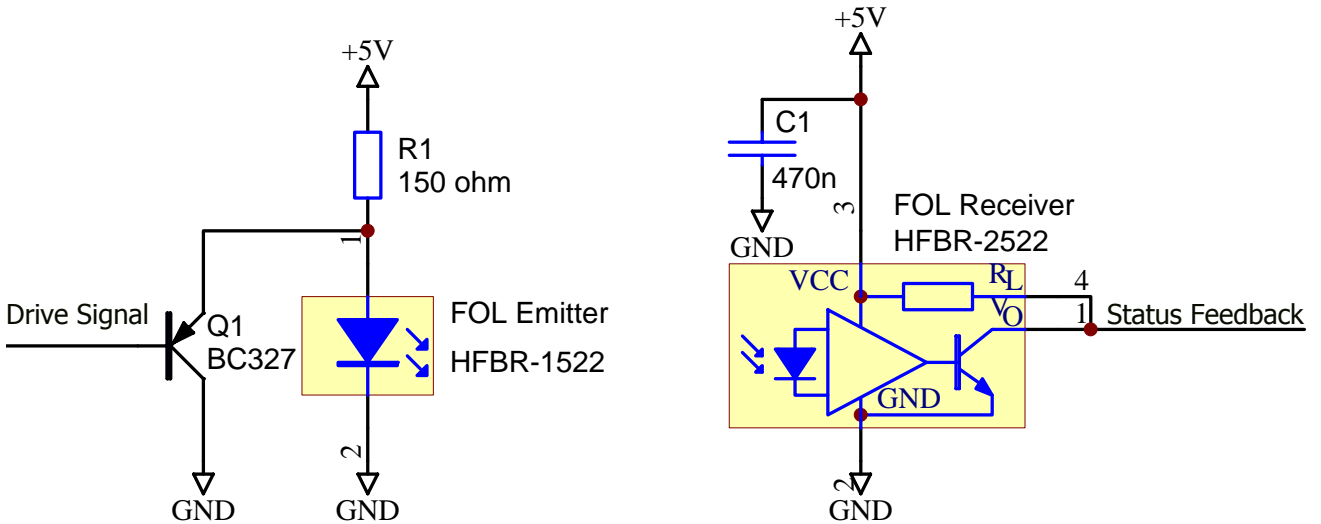 +5V
R1
150 ohm
1
Drive Signal
Q1
BC327
FOL Emitter
HFBR-1522
2
GND
GND
+5V
C1
470n
GND
3
FOL Receiver
HFBR-2522
VCC
RL
4
VO
1
Status Feedback
GND
2
GND